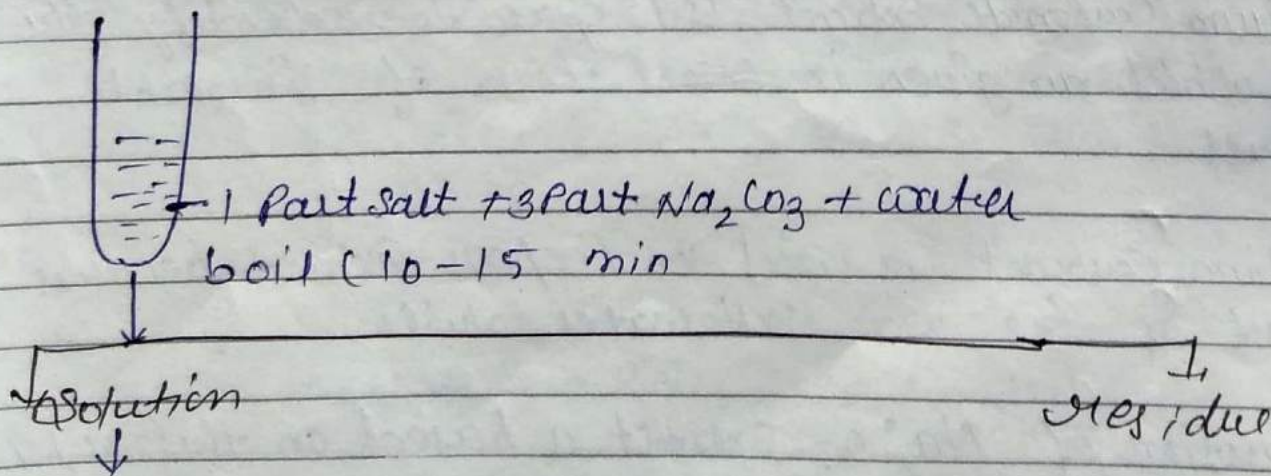 1 Part salt + 3 Part Na₂CO₃ + water
boil (10-15 min
solution
residue